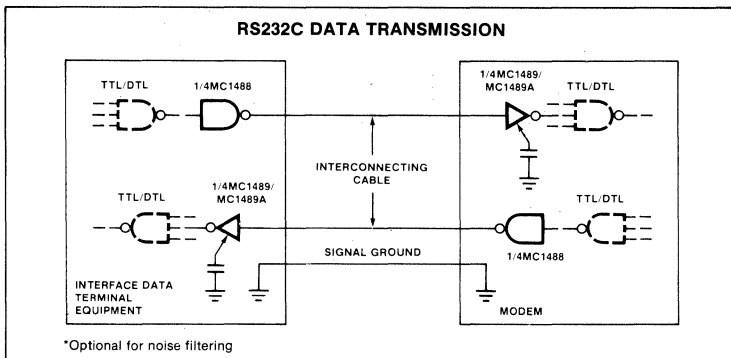 RS232C DATA TRANSMISSION
TTL/DTL
1/4MC1488
1/4MC1489/
MC1489A
TTL/DTL
INTERCONNECTING
CABLE
TTL/DTL
1/4MC1489/
MC1489A
TTL/DTL
1/4MC1488
SIGNAL GROUND
INTERFACE DATA
TERMINAL
EQUIPMENT
MODEM
*Optional for noise filtering